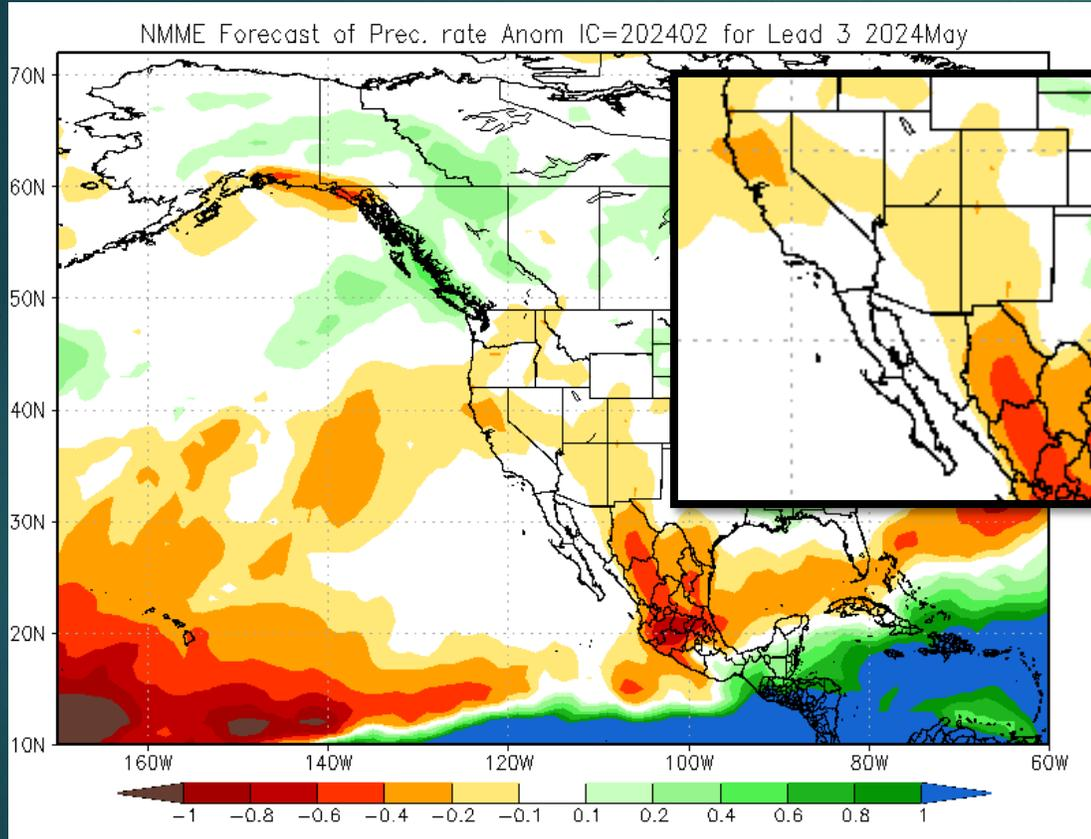 NMME Forecast of Prec. rate Anom IC=202402 for Lead 3 2024May
70N
60N
50N
40N
30N
20N
10N
160W 140W 120W 100W 80W 60W
−1 −0.8 −0.6 −0.4 −0.2 −0.1 0.1 0.2 0.4 0.6 0.8 1